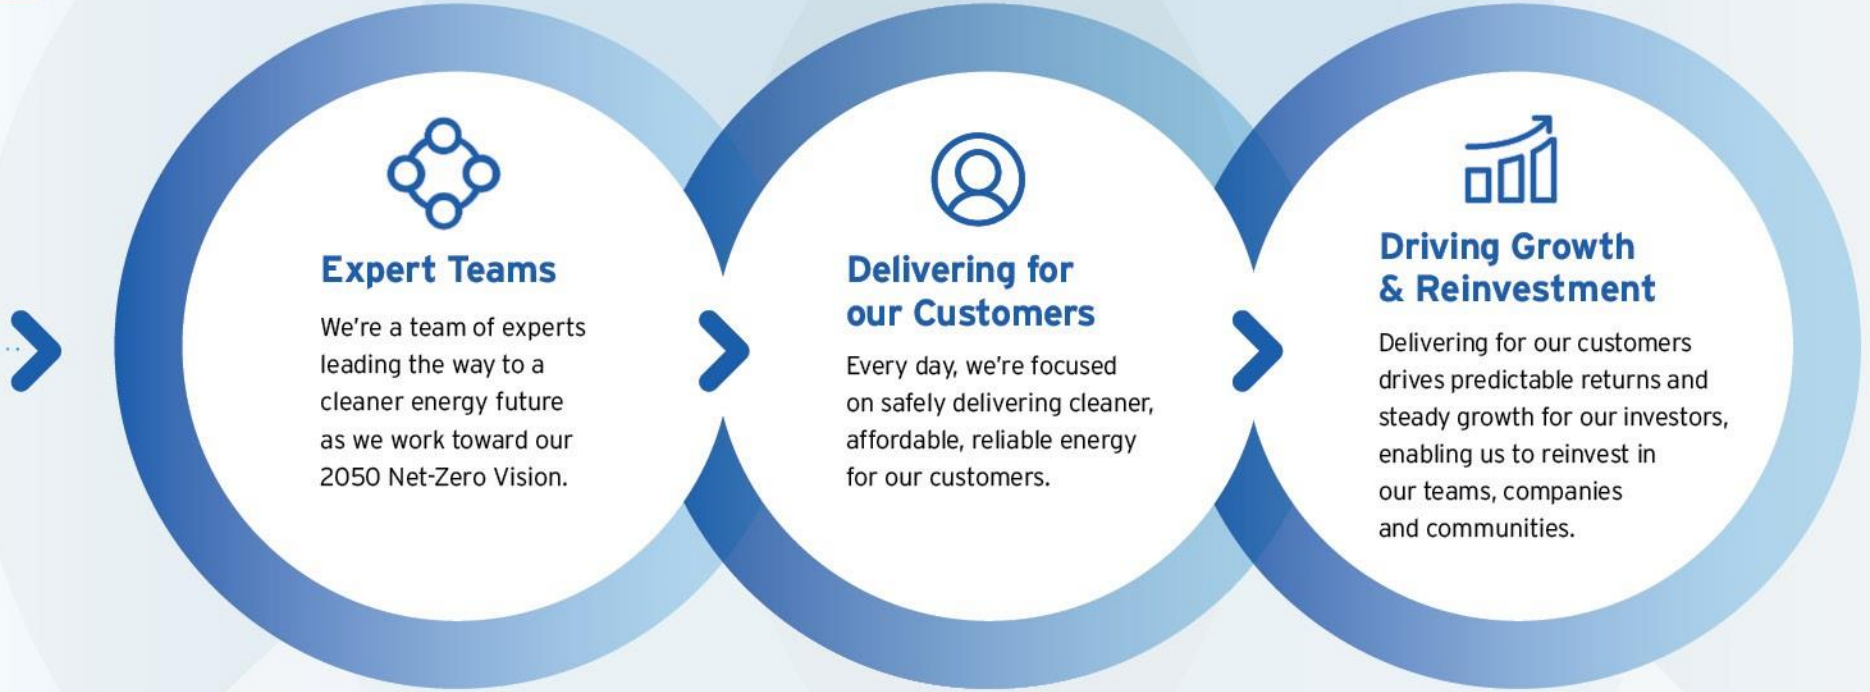 Expert Teams
We're a team of experts
leading the way to a
cleaner energy future
as we work toward our
2050 Net-Zero Vision.
Delivering for
our Customers
Every day, we're focused
on safely delivering cleaner,
affordable, reliable energy
for our customers.
Driving Growth
& Reinvestment
Delivering for our customers
drives predictable returns and
steady growth for our investors,
enabling us to reinvest in
our teams, companies
and communities.